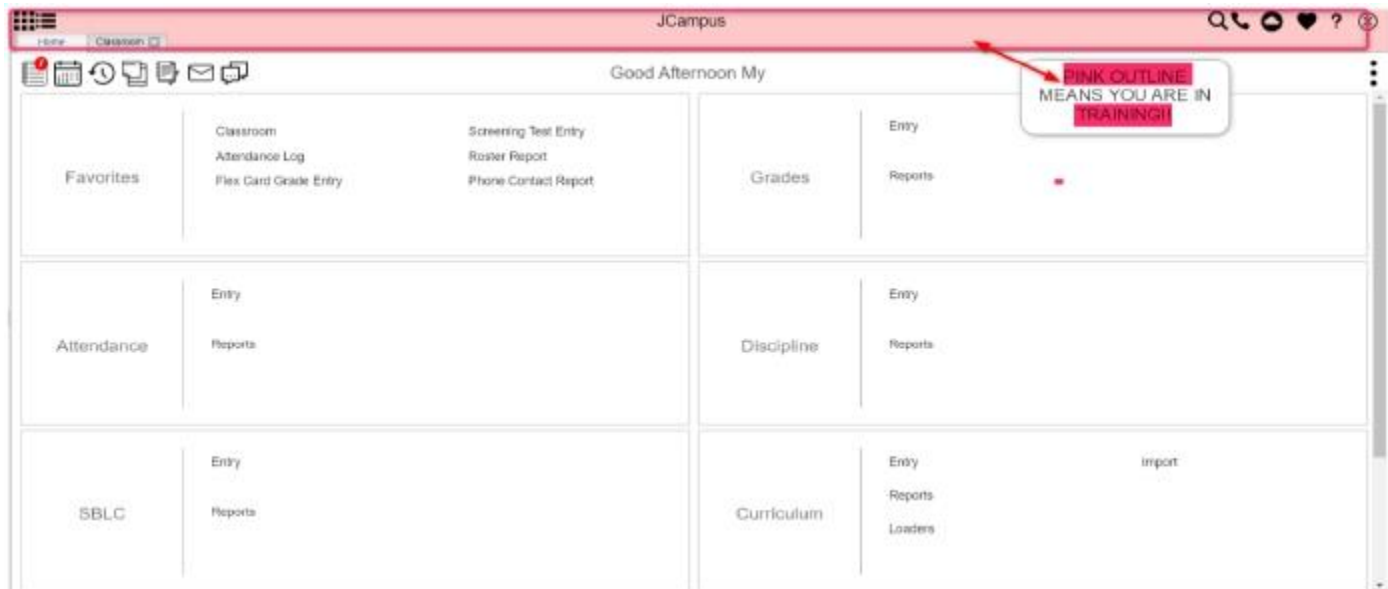 JCampus
?
Home
Classroom
Good Afternoon My
PINK OUTLINE
MEANS YOU ARE IN
TRAINING!!
Favorites
Classroom
Screening Test Entry
Attendance Log
Roster Report
Flex Card Grade Entry
Phone Contact Report
Grades
Entry
Reports
Attendance
Entry
Reports
Discipline
Entry
Reports
SBLC
Entry
Reports
Curriculum
Entry
Import
Reports
Loaders